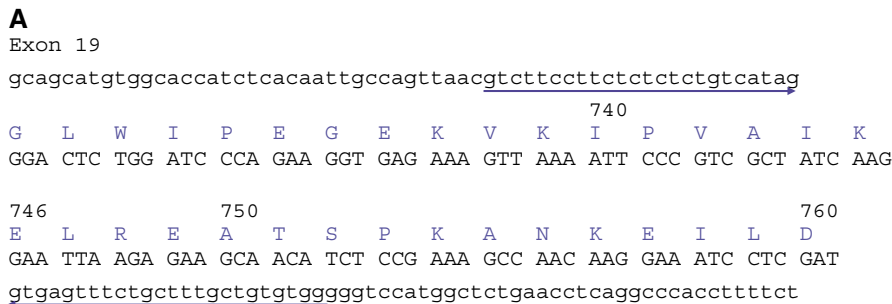 A
Exon 19
gcagcatgtggcaccatctcacaattgccagttaacgtcttccttctctctctgtcatag
740
G L W I P E G E K V K I P V A I K
GGA CTC TGG ATC CCA GAA GGT GAG AAA GTT AAA ATT CCC GTC GCT ATC AAG
746 750 760
E L R E A T S P K A N K E I L D
GAA TTA AGA GAA GCA ACA TCT CCG AAA GCC AAC AAG GAA ATC CTC GAT
gtgagtttctgctttgctgtgtgggggtccatggctctgaacctcaggcccaccttttct